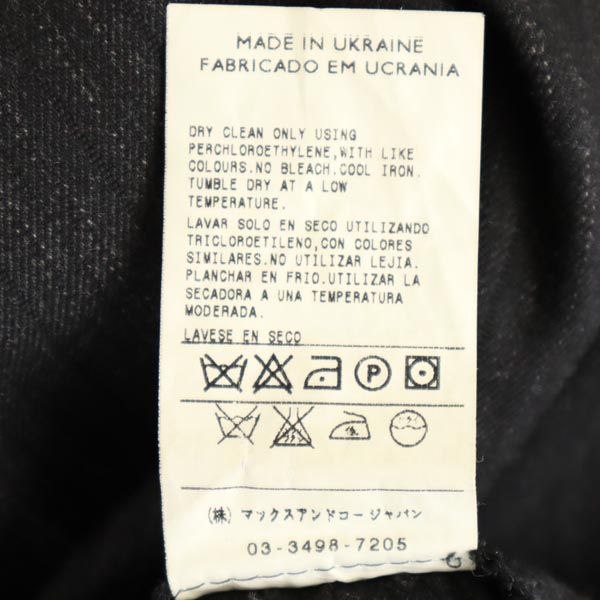 MADE IN UKRAINE
FABRICADO EM UCRANIA
DRY CLEAN ONLY USING
PERCHLOROETHYLENE,WITH LIKE
COLOURS.NO BLEACH.COOL IRON.
TUMBLE DRY AT A LOW
TEMPERATURE.
LAVAR SOLO EN SECO UTILIZANDO
TRICLOROETILENO,CON COLORES
SIMILARES.NO UTILIZAR LEJIA.
PLANCHAR EN FRIO.UTILIZAR LA
SECADORA A UNA TEMPERATURA
MODERADA.
LAVESE EN SECO
P
(株) マックスアンドコー ジャパン
03-3498-7205